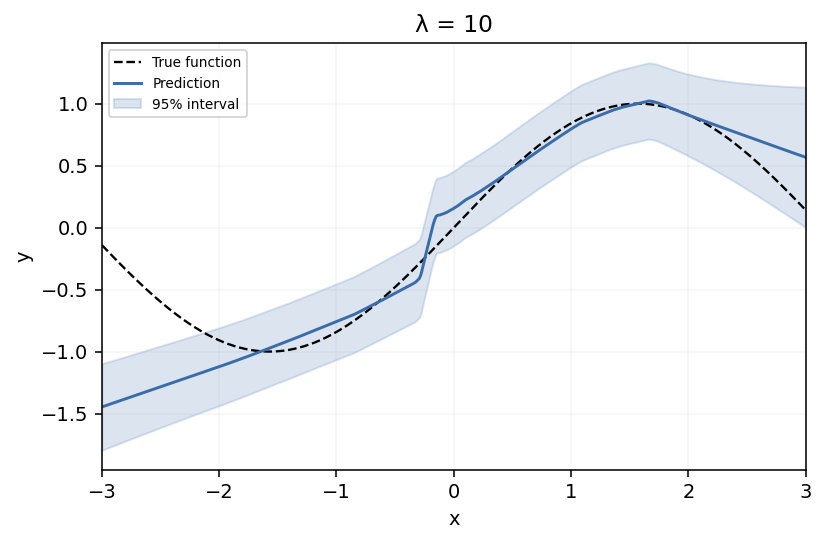 λ = 10
True function
Prediction
95% interval
1.0
0.5
0.0
−0.5
−1.0
−1.5
y
−3
−2
−1
0
1
2
3
x